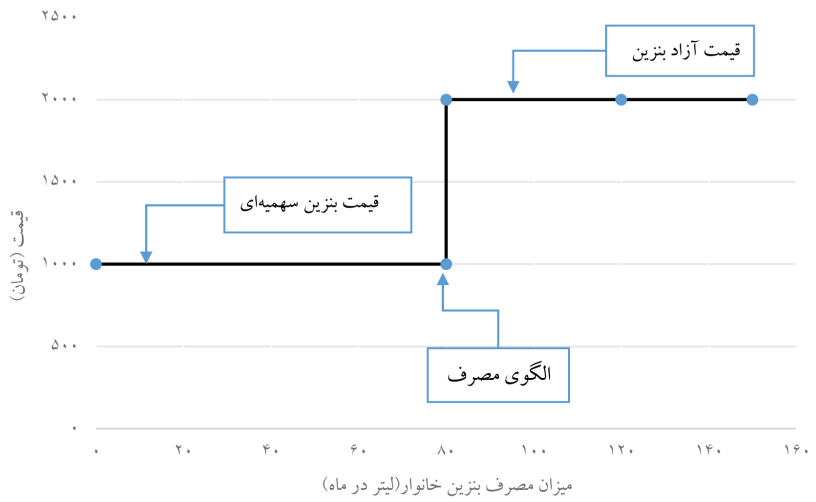 ۲۵۰۰
قیمت آزاد بنزین
۲۰۰۰
۱۵۰۰
قیمت بنزین سهمیه‌ای
قیمت (تومان)
۱۰۰۰
۵۰۰
الگوی مصرف
۰
۰ ۲۰ ۴۰ ۶۰ ۸۰ ۱۰۰ ۱۲۰ ۱۴۰ ۱۶۰
میزان مصرف بنزین خانوار(لیتر در ماه)